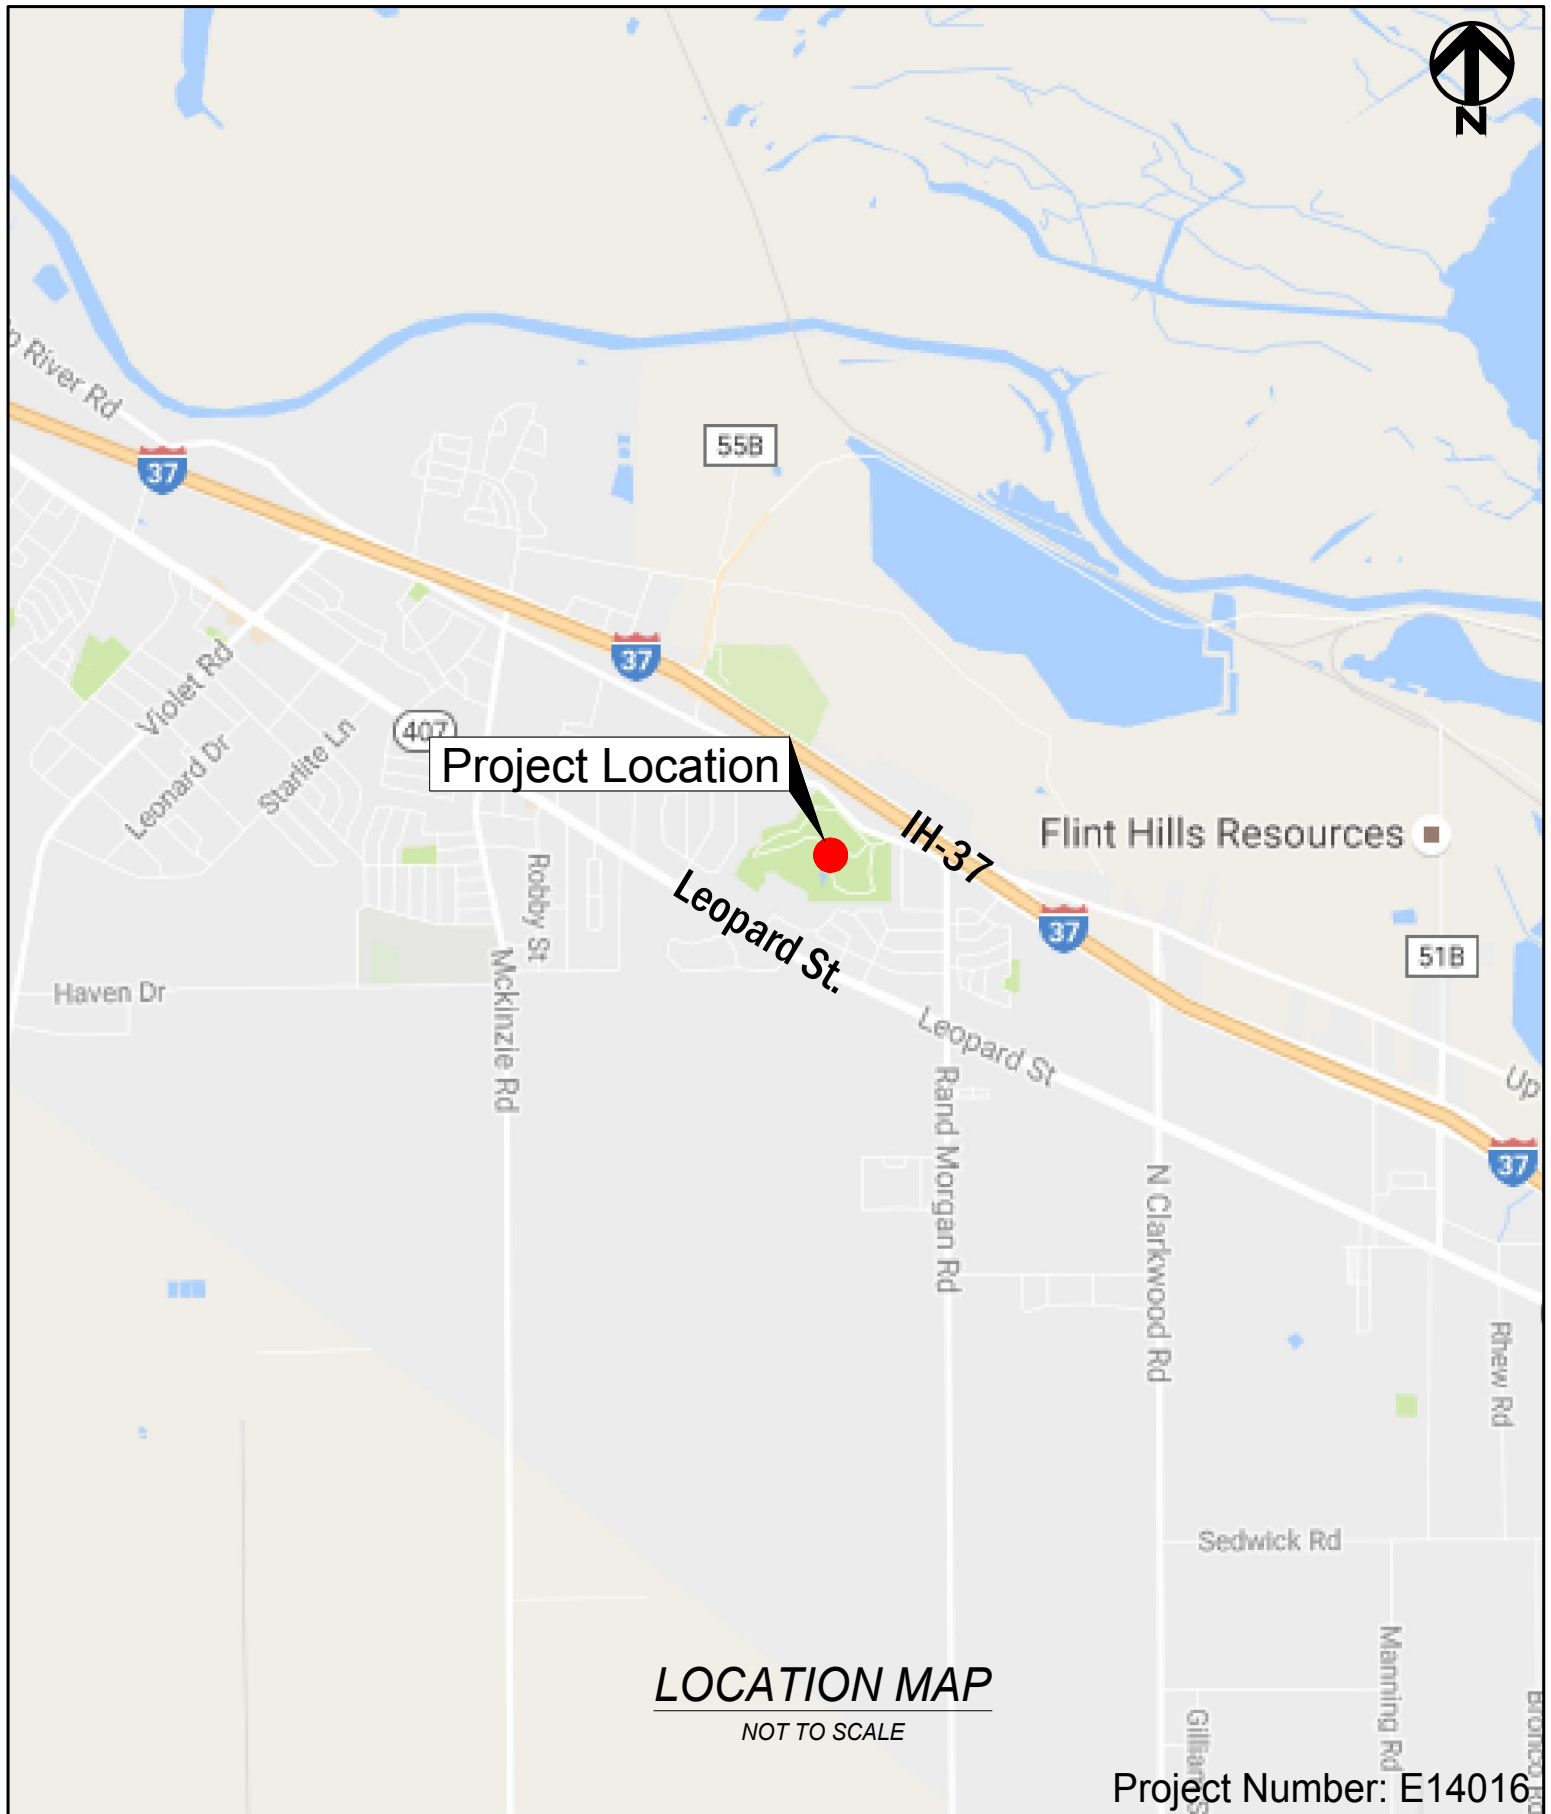 N
p River Rd
37
55B
37
Violet Rd
Leonard Dr
Starlite Ln
407
Project Location
IH-37
Flint Hills Resources
Leopard St.
Robby St
37
51B
Haven Dr
Mckinzie Rd
Leopard St
Up
Rand Morgan Rd
37
N Clarkwood Rd
Rhew Rd
Sedwick Rd
Manning Rd
LOCATION MAP
NOT TO SCALE
Project Number: E14016